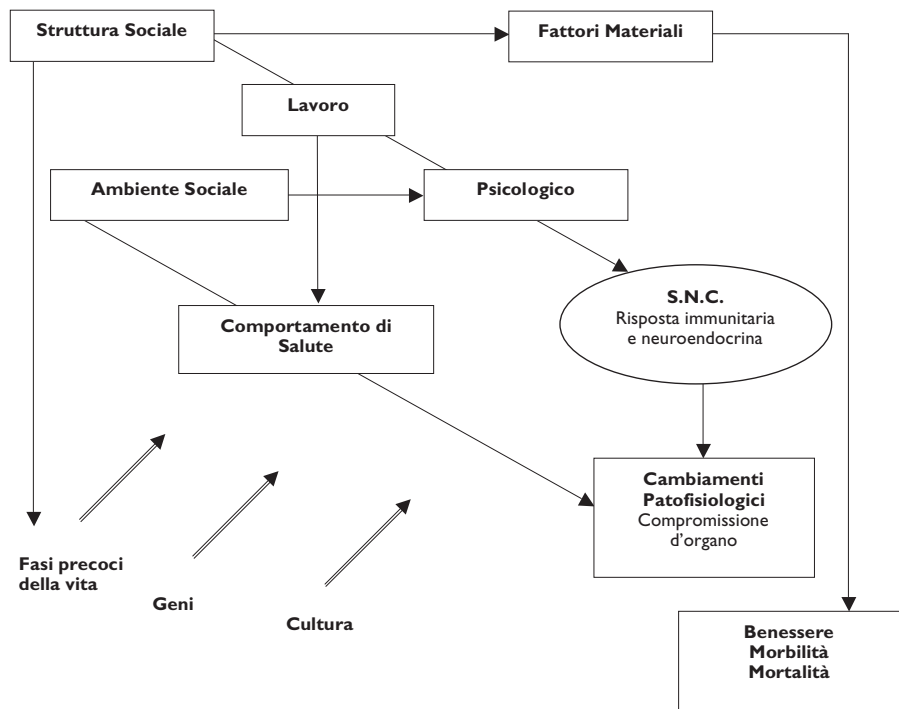 Struttura Sociale
Fattori Materiali
Lavoro
Ambiente Sociale
Psicologico
S.N.C.
Risposta immunitaria
e neuroendocrina
Comportamento di
Salute
Cambiamenti
Patofisiologici
Compromissione
d'organo
Fasi precoci
della vita
Geni
Cultura
Benessere
Morbilità
Mortalità